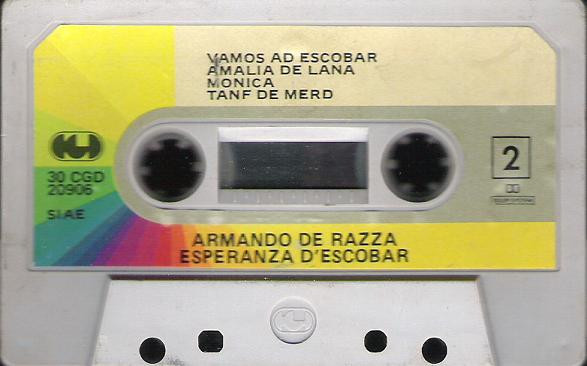 VAMOS AD ESCOBAR
AMALIA DE LANA
MONICA
TANF DE MERD
30 CGD
20906
SIAE
2
ARMANDO DE RAZZA
ESPERANZA D'ESCOBAR